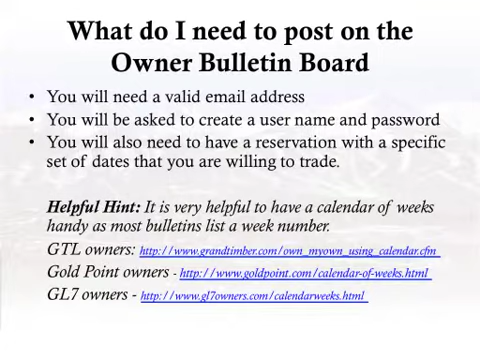 What do I need to post on the
Owner Bulletin Board
• You will need a valid email address
• You will be asked to create a user name and password
• You will also need to have a reservation with a specific
set of dates that you are willing to trade.
Helpful Hint: It is very helpful to have a calendar of weeks
handy as most bulletins list a week number.
GTL owners: http://www.grandtimber.com/own_myown_using_calendar.cfm
Gold Point owners - http://www.goldpoint.com/calendar-of-weeks.html
GL7 owners - http://www.gl7owners.com/calendarweeks.html